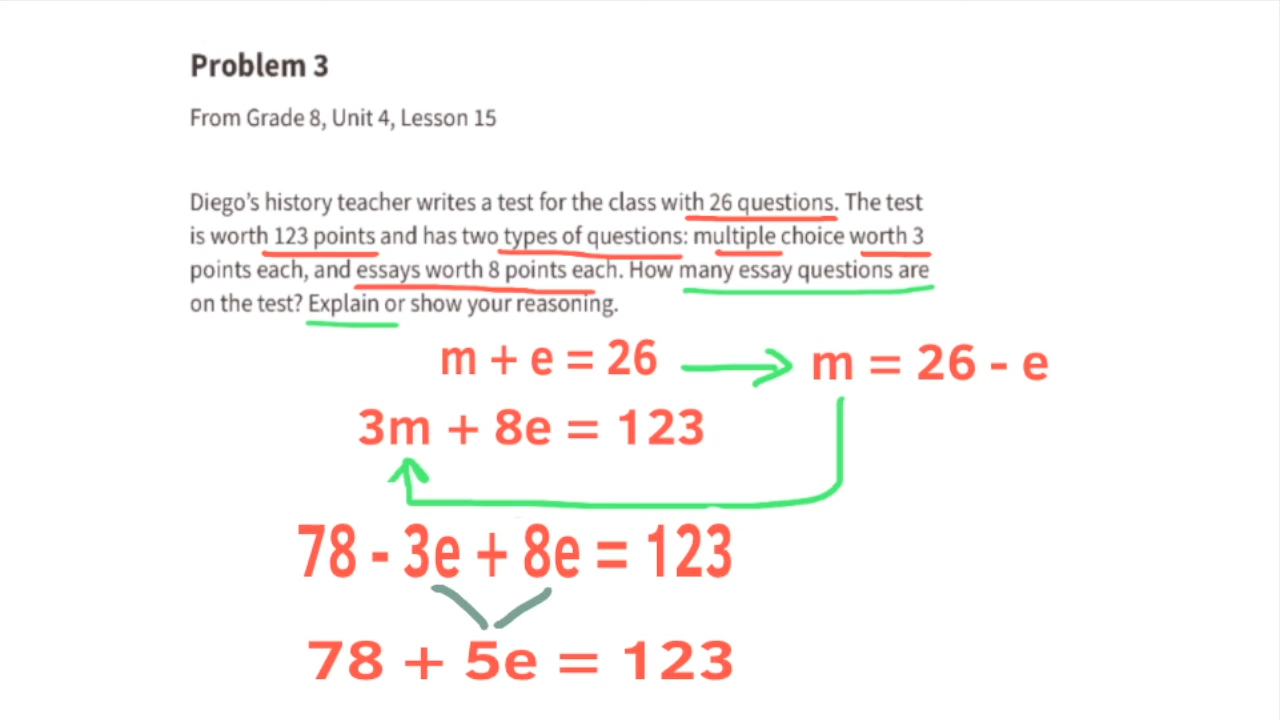 Problem 3
From Grade 8, Unit 4, Lesson 15
Diego's history teacher writes a test for the class with 26 questions. The test
is worth 123 points and has two types of questions: multiple choice worth 3
points each, and essays worth 8 points each. How many essay questions are
on the test? Explain or show your reasoning.
m + e = 26
m = 26 - e
3m + 8e = 123
78 - 3e + 8e = 123
78 + 5e = 123